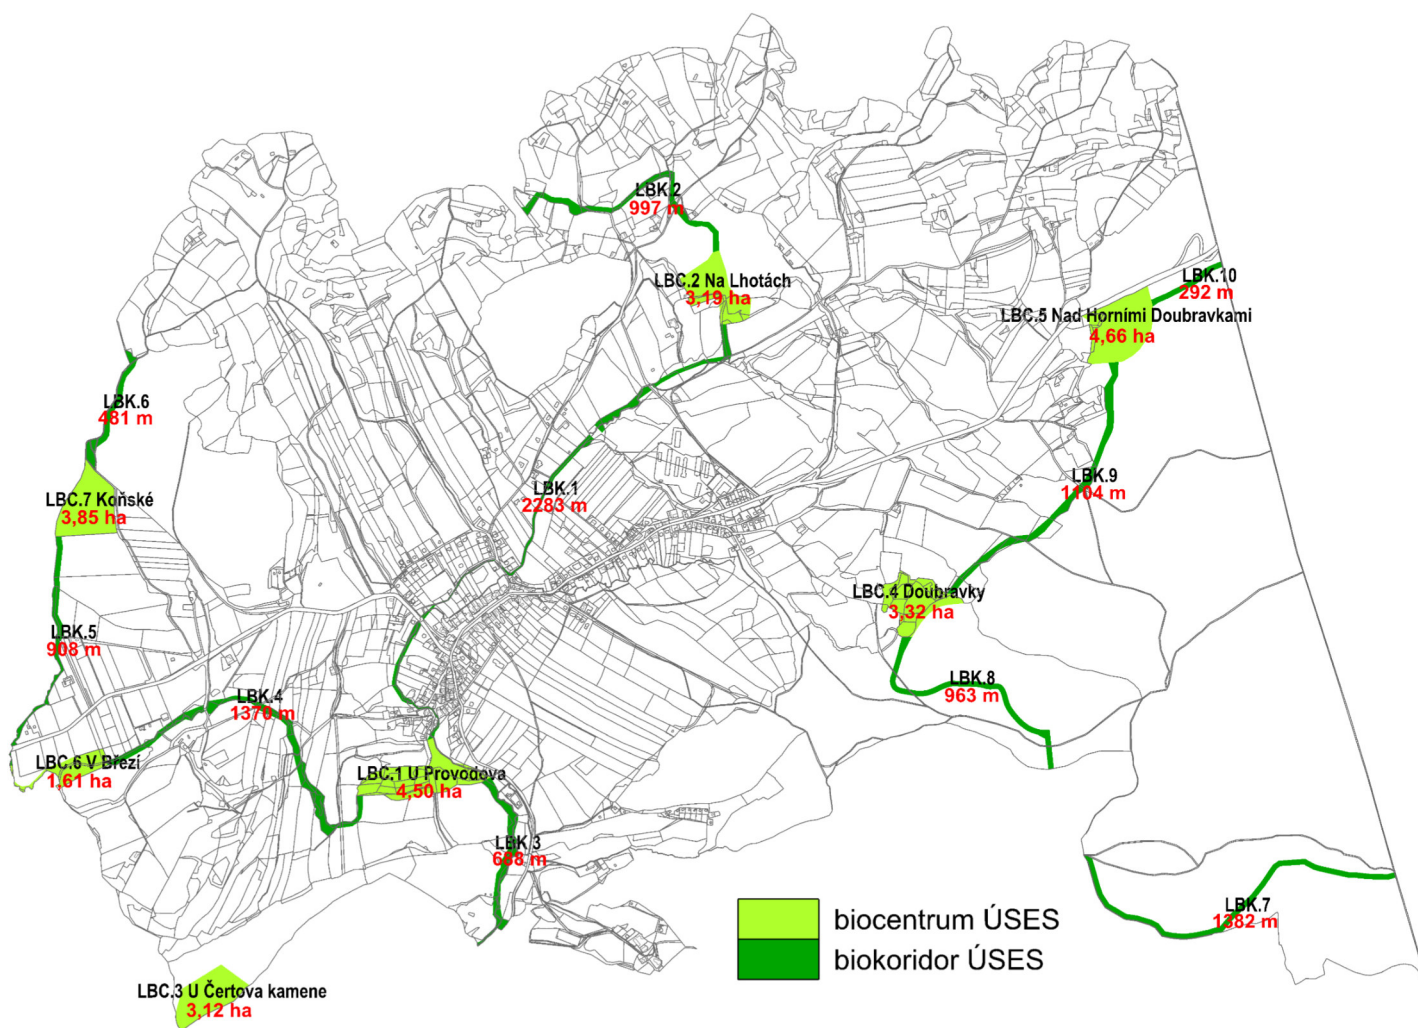 LBK.2
997 m
LBC.2 Na Lhotách
3,19 ha
LBK.10
292 m
LBC.5 Nad Horními Doubravkami
4,66 ha
LBK.6
481 m
LBC.7 Koňské
3,85 ha
LBK.1
2283 m
LBK.9
1104 m
LBC.4 Doubravky
3,32 ha
LBK.5
908 m
LBK.4
1370 m
LBK.8
963 m
LBC.6 V Březí
1,61 ha
LBC.1 U Provodova
4,50 ha
LBK 3
688 m
LBK.7
1382 m
biocentrum ÚSES
biokoridor ÚSES
LBC.3 U Čertova kamene
3,12 ha